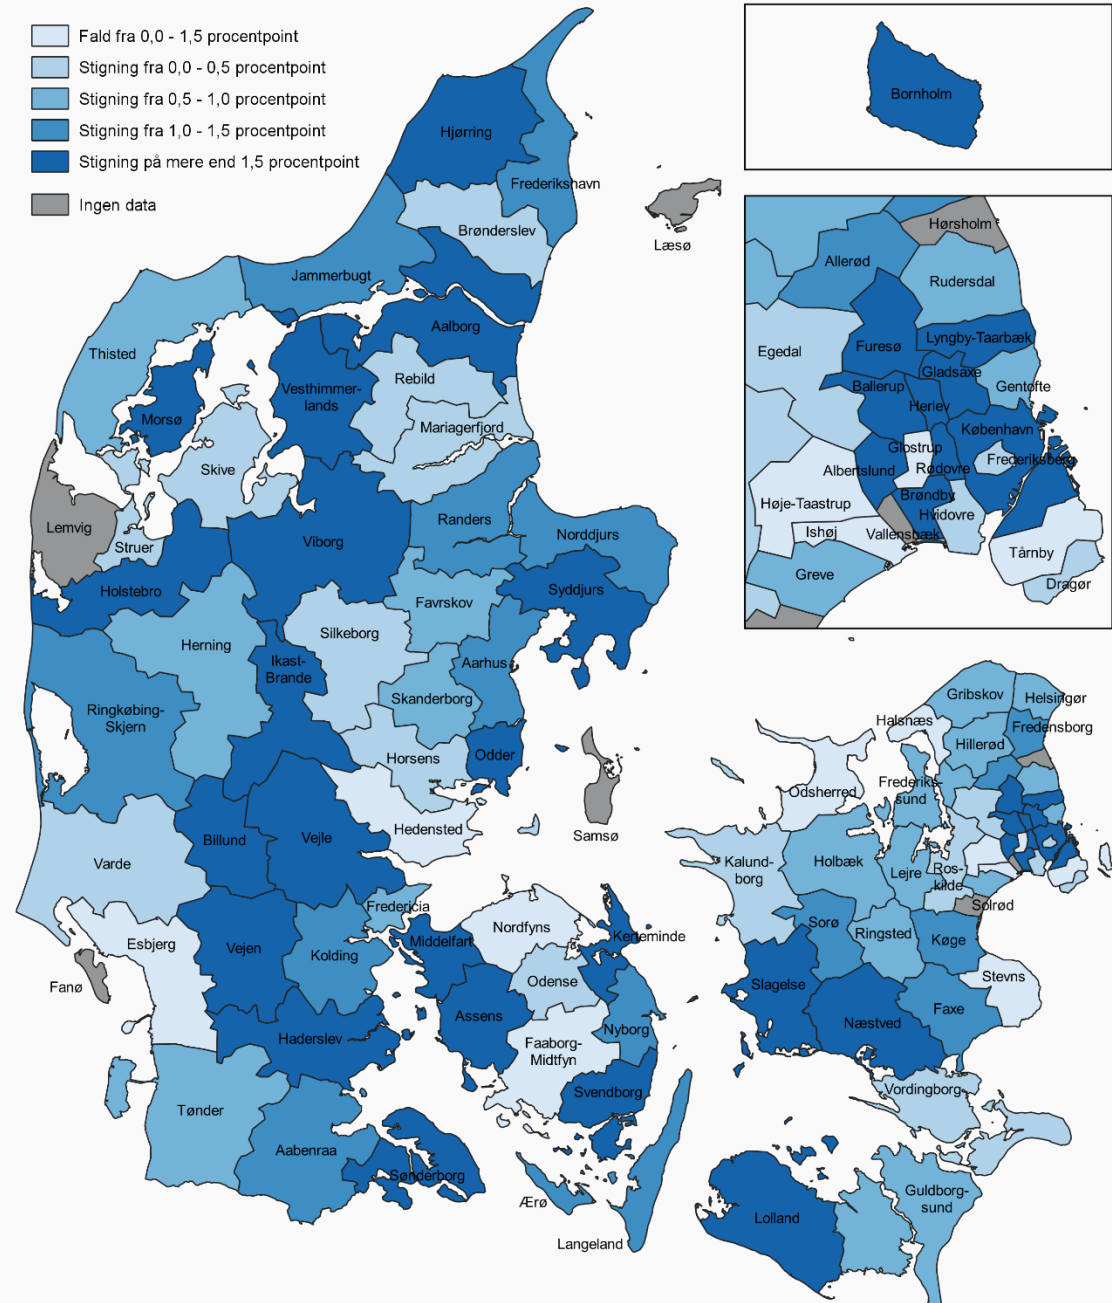 Fald fra 0,0 - 1,5 procentpoint
Stigning fra 0,0 - 0,5 procentpoint
Stigning fra 0,5 - 1,0 procentpoint
Stigning fra 1,0 - 1,5 procentpoint
Stigning på mere end 1,5 procentpoint
Ingen data
Bornholm
Hjørring
Frederikshavn
Brønderslev
Læsø
Jammerbugt
Aalborg
Thisted
Vesthimmer-
lands
Rebild
Morsø
Mariagerfjord
Skive
Lemvig
Struer
Viborg
Randers
Norddjurs
Holstebro
Syddjurs
Favrskov
Herning
Silkeborg
Ikast-
Brande
Aarhus
Skanderborg
Ringkøbing-
Skjern
Horsens
Odder
Hedensted
Samsø
Billund
Vejle
Varde
Fredericia
Esbjerg
Vejen
Kolding
Fanø
Middelfart
Nordfyns
Kerteminde
Odense
Assens
Nyborg
Faaborg-
Midtfyn
Haderslev
Svendborg
Tønder
Aabenraa
Sønderborg
Ærø
Langeland
Hørsholm
Allerød
Rudersdal
Egedal
Furesø
Lyngby-Taarbæk
Gladsaxe
Ballerup
Gentofte
Herlev
København
Glostrup
Frederiksberg
Albertslund
Rødovre
Høje-Taastrup
Brøndby
Hvidovre
Ishøj
Vallensbæk
Tårnby
Greve
Dragør
Gribskov
Helsingør
Halsnæs
Fredensborg
Hillerød
Odsherred
Frederiks-
sund
Kalund-
borg
Holbæk
Lejre
Ros-
kilde
Solrød
Sorø
Ringsted
Køge
Stevns
Slagelse
Næstved
Faxe
Vordingborg
Guldborg-
sund
Lolland